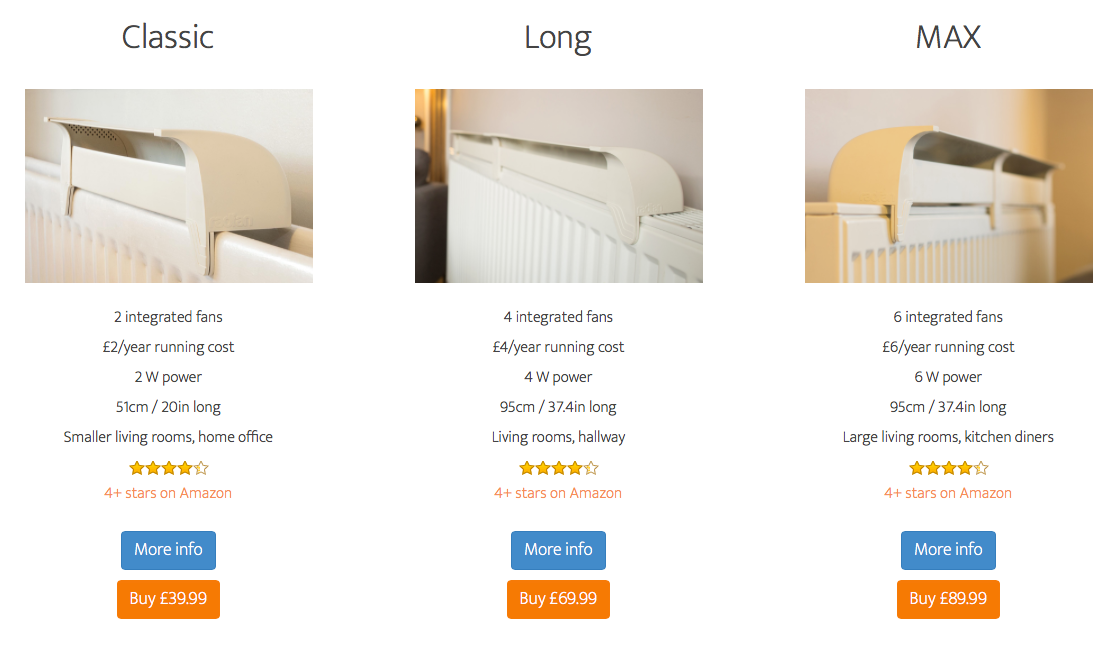 Classic
2 integrated fans
£2/year running cost
2 W power
51cm / 20in long
Smaller living rooms, home office
4+ stars on Amazon
More info
Buy £39.99
Long
4 integrated fans
£4/year running cost
4 W power
95cm / 37.4in long
Living rooms, hallway
4+ stars on Amazon
More info
Buy £69.99
MAX
6 integrated fans
£6/year running cost
6 W power
95cm / 37.4in long
Large living rooms, kitchen diners
4+ stars on Amazon
More info
Buy £89.99